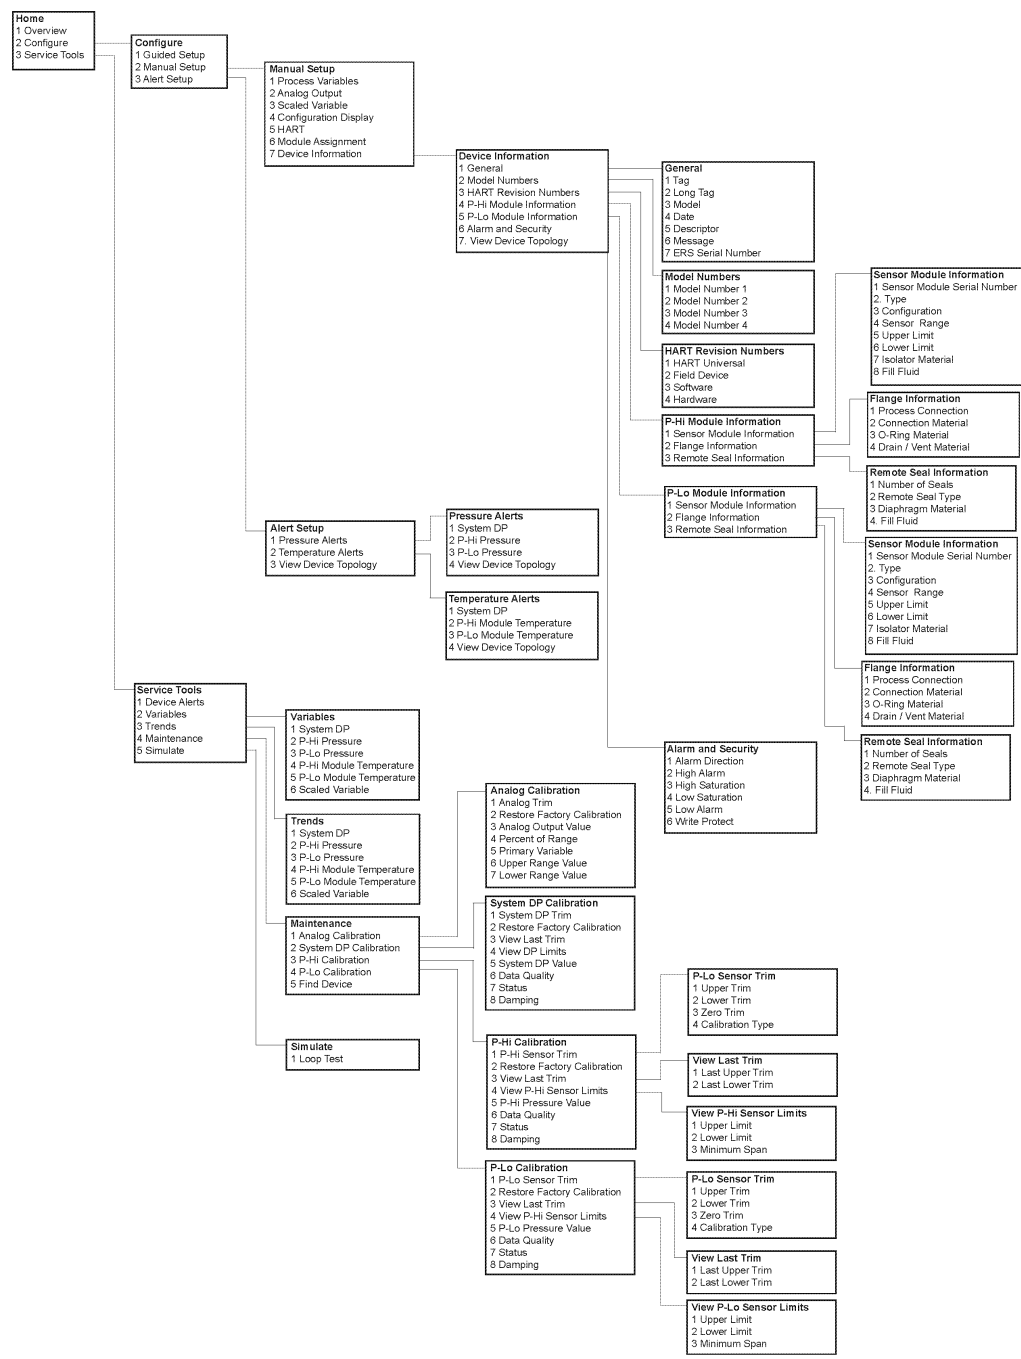 Home
1 Overview
2 Configure
3 Service Tools
Configure
1 Guided Setup
2 Manual Setup
3 Alert Setup
Manual Setup
1 Process Variables
2 Analog Output
3 Scaled Variable
4 Configuration Display
5 HART
6 Module Assignment
7 Device Information
Device Information
1 General
2 Model Numbers
3 HART Revision Numbers
4 P-Hi Module Information
5 P-Lo Module Information
6 Alarm and Security
7. View Device Topology
General
1 Tag
2 Long Tag
3 Model
4 Date
5 Descriptor
6 Message
7 ERS Serial Number
Model Numbers
1 Model Number 1
2 Model Number 2
3 Model Number 3
4 Model Number 4
HART Revision Numbers
1 HART Universal
2 Field Device
3 Software
4 Hardware
P-Hi Module Information
1 Sensor Module Information
2 Flange Information
3 Remote Seal Information
Sensor Module Information
1 Sensor Module Serial Number
2. Type
3 Configuration
4 Sensor Range
5 Upper Limit
6 Lower Limit
7 Isolator Material
8 Fill Fluid
Flange Information
1 Process Connection
2 Connection Material
3 O-Ring Material
4 Drain / Vent Material
Remote Seal Information
1 Number of Seals
2 Remote Seal Type
3 Diaphragm Material
4. Fill Fluid
P-Lo Module Information
1 Sensor Module Information
2 Flange Information
3 Remote Seal Information
Sensor Module Information
1 Sensor Module Serial Number
2. Type
3 Configuration
4 Sensor Range
5 Upper Limit
6 Lower Limit
7 Isolator Material
8 Fill Fluid
Flange Information
1 Process Connection
2 Connection Material
3 O-Ring Material
4 Drain / Vent Material
Remote Seal Information
1 Number of Seals
2 Remote Seal Type
3 Diaphragm Material
4. Fill Fluid
Alarm and Security
1 Alarm Direction
2 High Alarm
3 High Saturation
4 Low Saturation
5 Low Alarm
6 Write Protect
Alert Setup
1 Pressure Alerts
2 Temperature Alerts
3 View Device Topology
Pressure Alerts
1 System DP
2 P-Hi Pressure
3 P-Lo Pressure
4 View Device Topology
Temperature Alerts
1 System DP
2 P-Hi Module Temperature
3 P-Lo Module Temperature
4 View Device Topology
Service Tools
1 Device Alerts
2 Variables
3 Trends
4 Maintenance
5 Simulate
Variables
1 System DP
2 P-Hi Pressure
3 P-Lo Pressure
4 P-Hi Module Temperature
5 P-Lo Module Temperature
6 Scaled Variable
Trends
1 System DP
2 P-Hi Pressure
3 P-Lo Pressure
4 P-Hi Module Temperature
5 P-Lo Module Temperature
6 Scaled Variable
Maintenance
1 Analog Calibration
2 System DP Calibration
3 P-Hi Calibration
4 P-Lo Calibration
5 Find Device
Simulate
1 Loop Test
Analog Calibration
1 Analog Trim
2 Restore Factory Calibration
3 Analog Output Value
4 Percent of Range
5 Primary Variable
6 Upper Range Value
7 Lower Range Value
System DP Calibration
1 System DP Trim
2 Restore Factory Calibration
3 View Last Trim
4 View DP Limits
5 System DP Value
6 Data Quality
7 Status
8 Damping
P-Hi Calibration
1 P-Hi Sensor Trim
2 Restore Factory Calibration
3 View Last Trim
4 View P-Hi Sensor Limits
5 P-Hi Pressure Value
6 Data Quality
7 Status
8 Damping
P-Lo Sensor Trim
1 Upper Trim
2 Lower Trim
3 Zero Trim
4 Calibration Type
View Last Trim
1 Last Upper Trim
2 Last Lower Trim
View P-Hi Sensor Limits
1 Upper Limit
2 Lower Limit
3 Minimum Span
P-Lo Calibration
1 P-Lo Sensor Trim
2 Restore Factory Calibration
3 View Last Trim
4 View P-Hi Sensor Limits
5 P-Lo Pressure Value
6 Data Quality
7 Status
8 Damping
P-Lo Sensor Trim
1 Upper Trim
2 Lower Trim
3 Zero Trim
4 Calibration Type
View Last Trim
1 Last Upper Trim
2 Last Lower Trim
View P-Lo Sensor Limits
1 Upper Limit
2 Lower Limit
3 Minimum Span